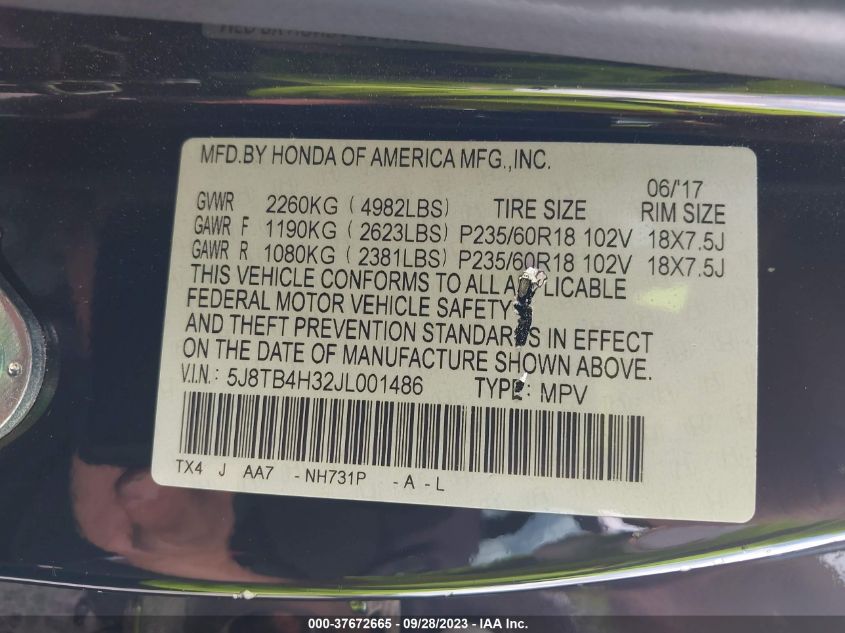 MFD.BY HONDA OF AMERICA MFG.,INC.
06/'17
GVWR 2260KG (4982LBS) TIRE SIZE RIM SIZE
GAWR F 1190KG (2623LBS) P235/60R18 102V 18X7.5J
GAWR R 1080KG (2381LBS) P235/60R18 102V 18X7.5J
THIS VEHICLE CONFORMS TO ALL APPLICABLE
FEDERAL MOTOR VEHICLE SAFETY
AND THEFT PREVENTION STANDARDS IN EFFECT
ON THE DATE OF MANUFACTURE SHOWN ABOVE.
V.I.N.: 5J8TB4H32JL001486 TYPE: MPV
TX4 J AA7 - NH731P - A - L
000-37672665 - 09/28/2023 - IAA Inc.